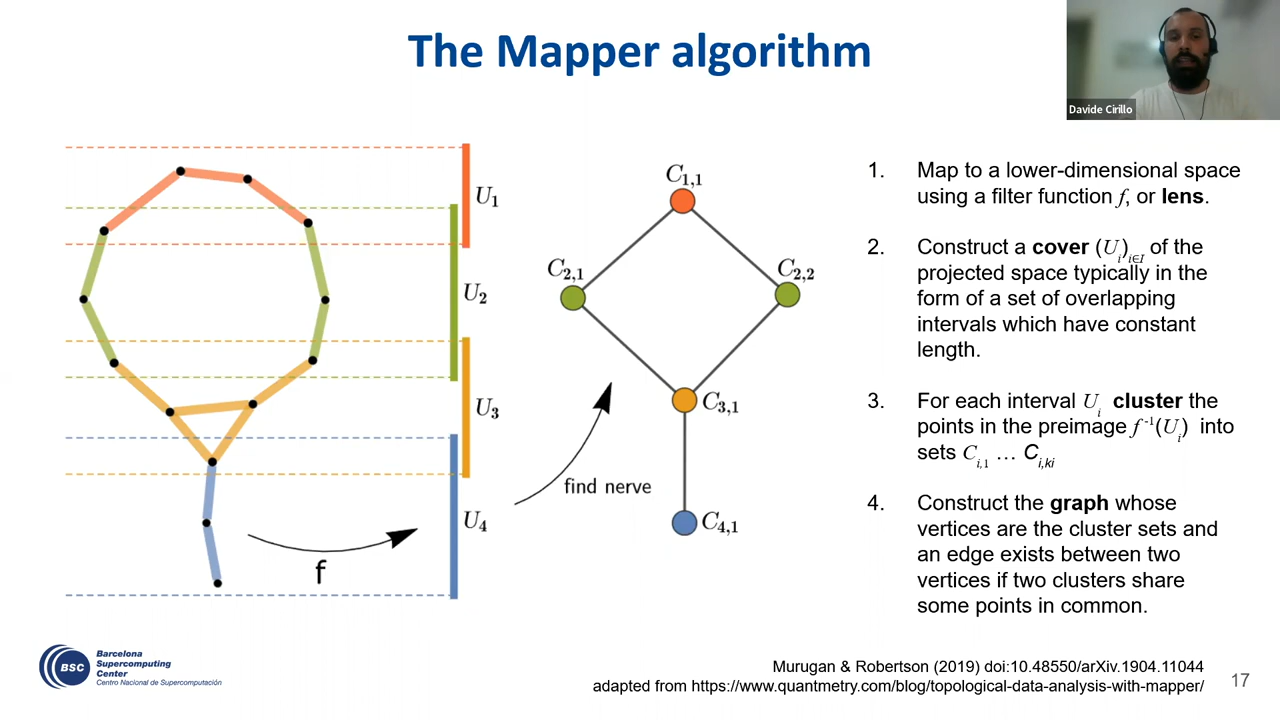 The Mapper algorithm
Davide Cirillo
U1
U2
U3
U4
f
find nerve
C1,1
C2,1
C2,2
C3,1
C4,1
1. Map to a lower-dimensional space
using a filter function f, or lens.
2. Construct a cover (Ui)i∈I of the
projected space typically in the
form of a set of overlapping
intervals which have constant
length.
3. For each interval Ui cluster the
points in the preimage f-1(Ui) into
sets Ci,1 … Ci,ki
4. Construct the graph whose
vertices are the cluster sets and
an edge exists between two
vertices if two clusters share
some points in common.
BSC
Barcelona
Supercomputing
Center
Centro Nacional de Supercomputación
Murugan & Robertson (2019) doi:10.48550/arXiv.1904.11044
adapted from https://www.quantmetry.com/blog/topological-data-analysis-with-mapper/
17